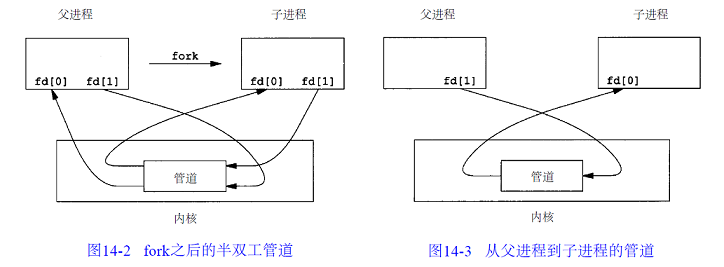 父进程 子进程
fork
fd[0] fd[1] fd[0] fd[1]
管道
内核
图14-2 fork之后的半双工管道
父进程 子进程
fd[1] fd[0]
管道
内核
图14-3 从父进程到子进程的管道